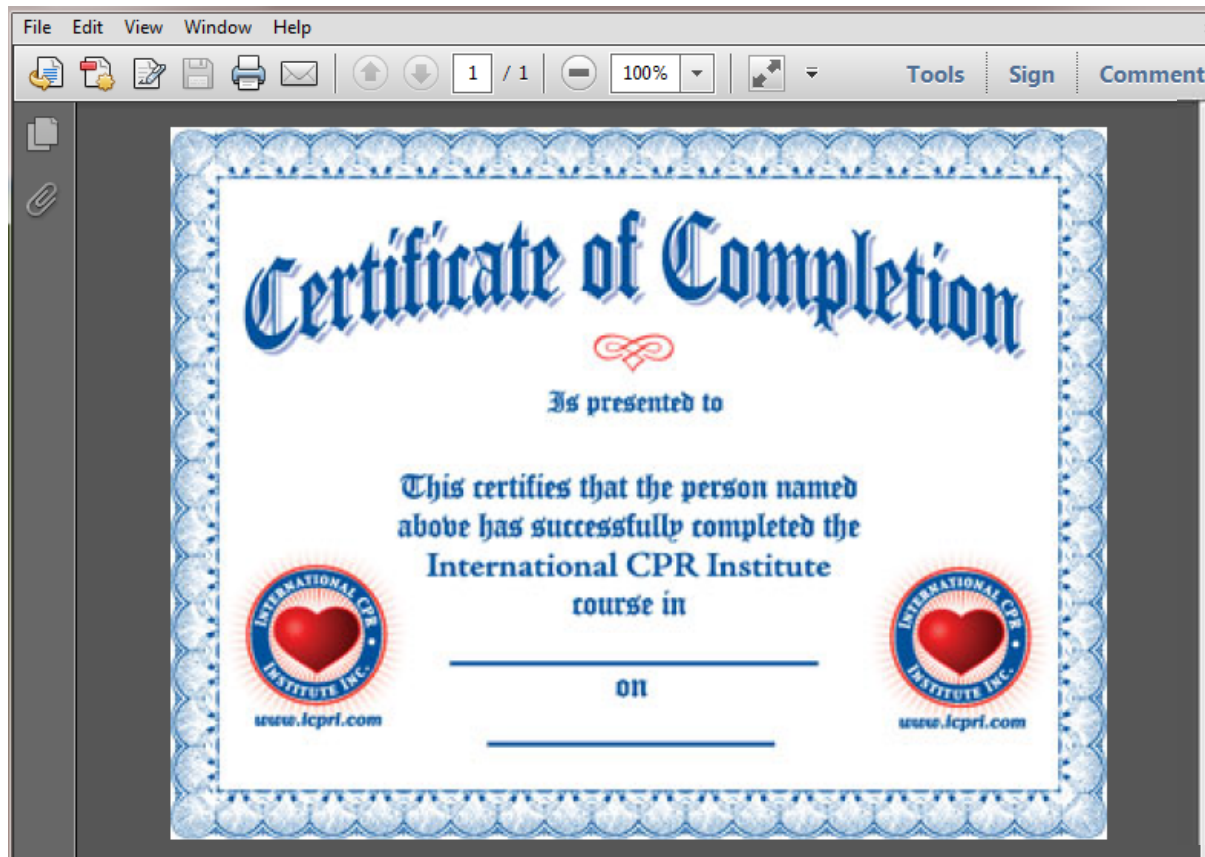 File Edit View Window Help
1 / 1 100% Tools Sign Comment
Certificate of Completion
Is presented to
This certifies that the person named
above has successfully completed the
International CPR Institute
course in
on
INTERNATIONAL CPR
INSTITUTE INC.
www.icpri.com
INTERNATIONAL CPR
INSTITUTE INC.
www.icpri.com